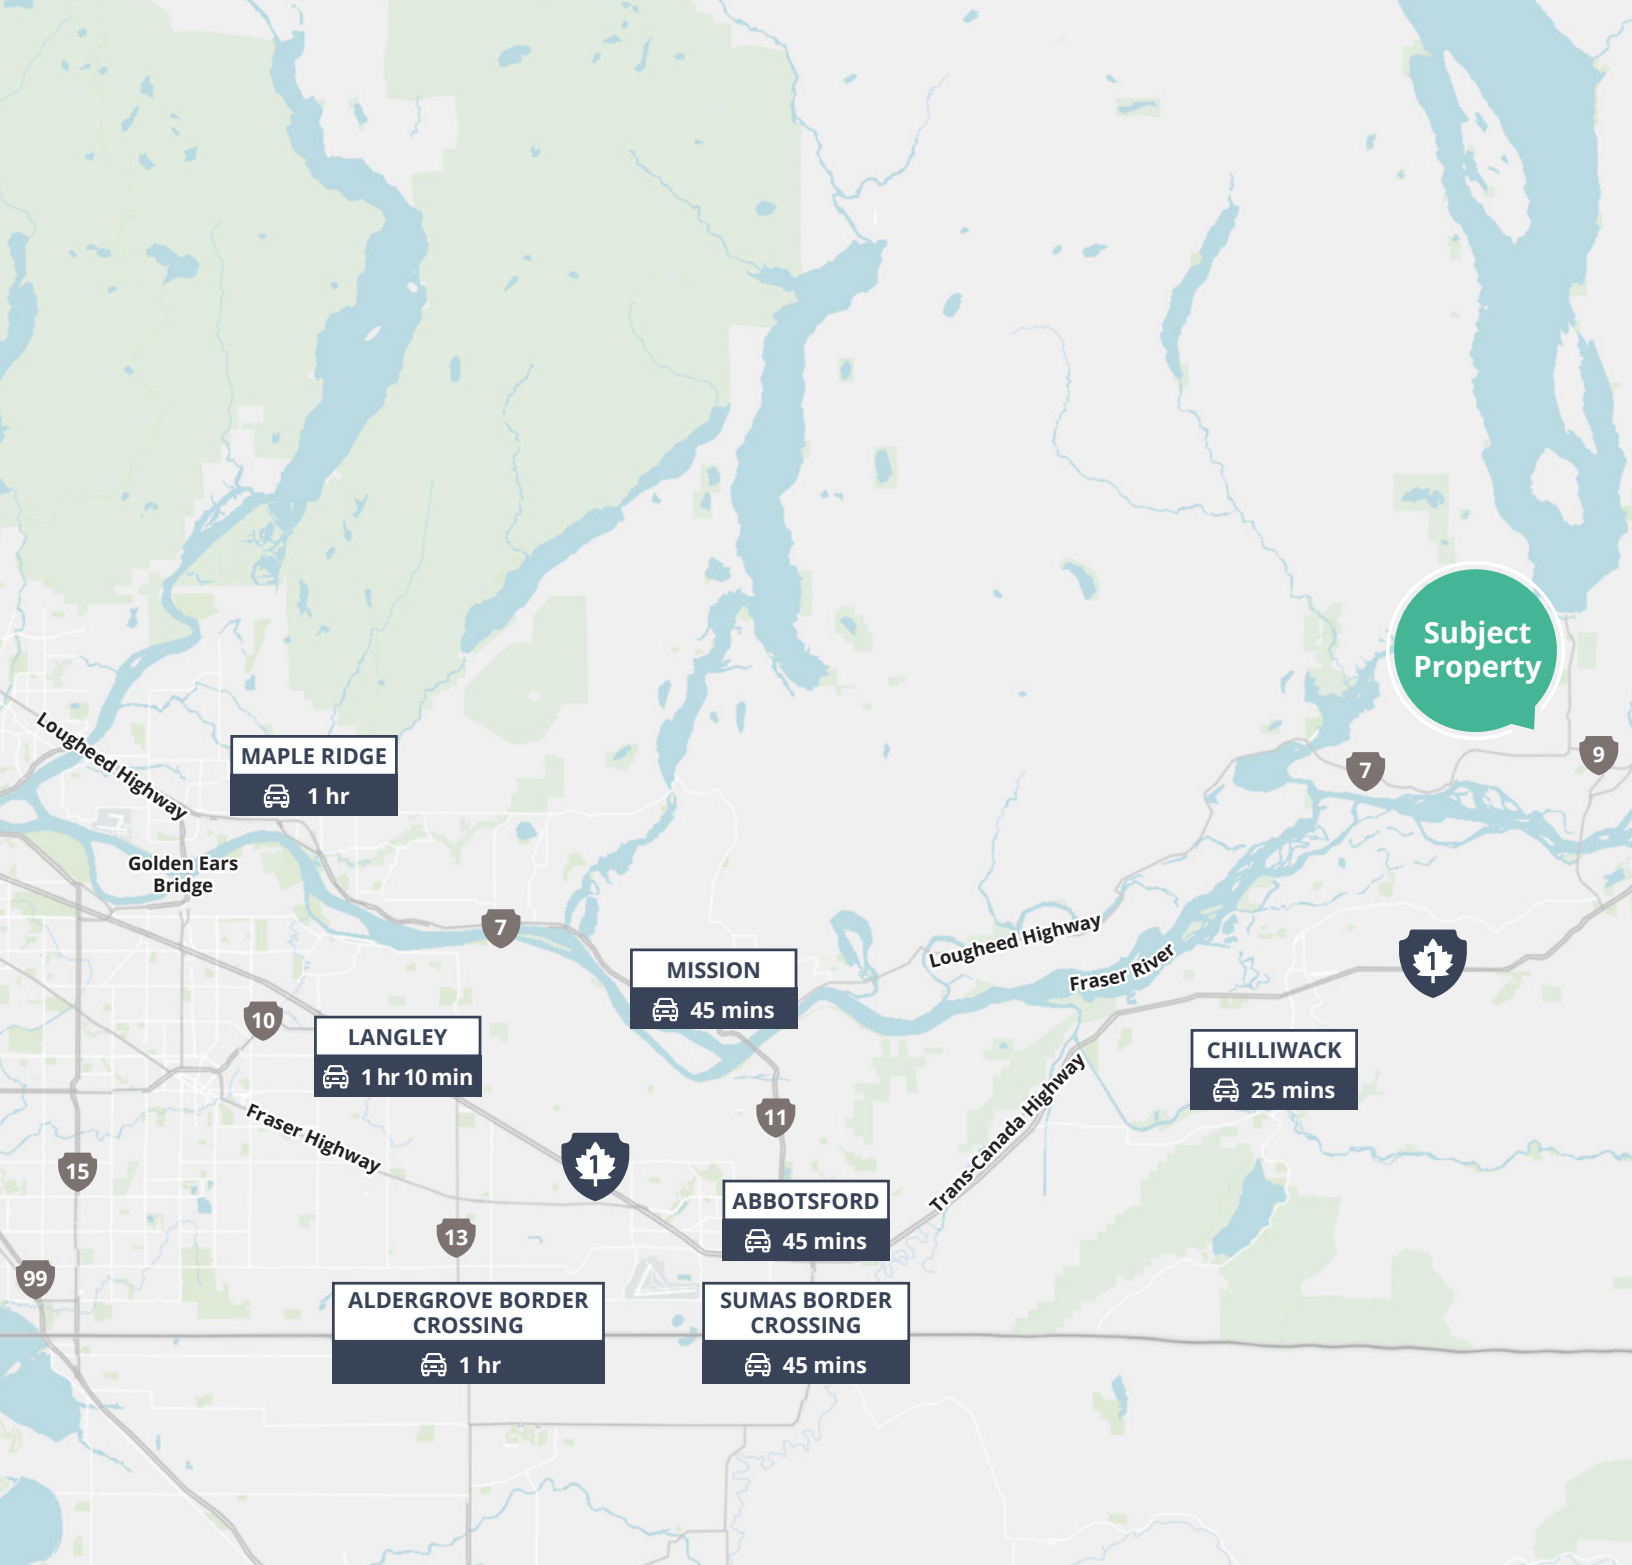 Subject
Property
Lougheed Highway
MAPLE RIDGE
1 hr
9
7
Golden Ears
Bridge
7
Lougheed Highway
MISSION
45 mins
Fraser River
1
10
LANGLEY
1 hr 10 min
CHILLIWACK
25 mins
Fraser Highway
11
Trans-Canada Highway
15
1
ABBOTSFORD
45 mins
13
99
ALDERGROVE BORDER
CROSSING
1 hr
SUMAS BORDER
CROSSING
45 mins